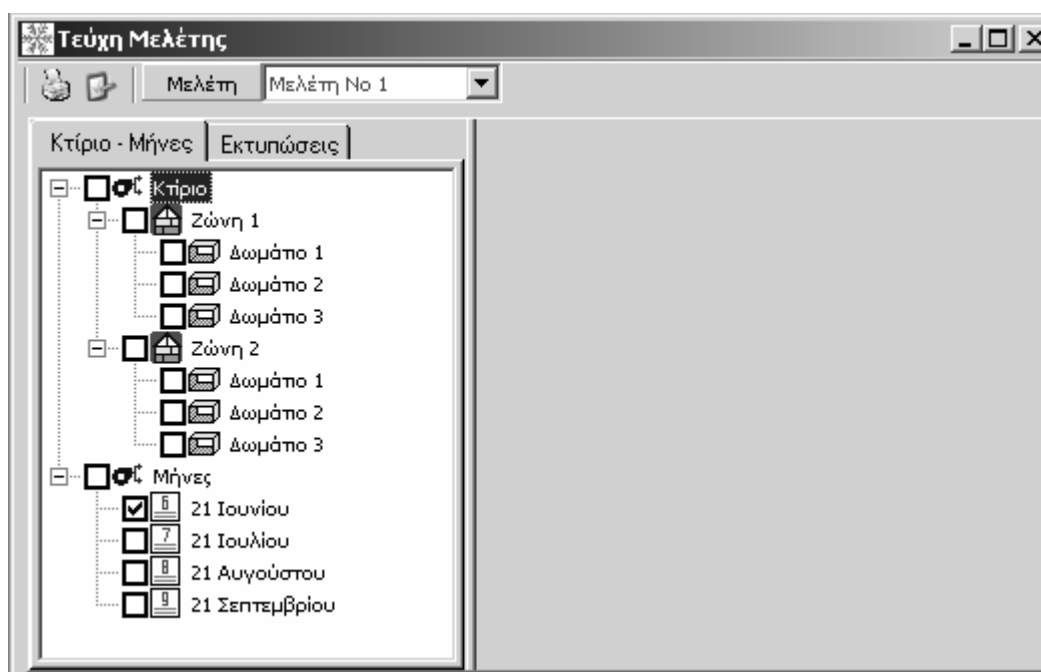 Τεύχη Μελέτης
Μελέτη Μελέτη No 1
Κτίριο - Μήνες Εκτυπώσεις
Κτίριο
Ζώνη 1
Δωμάτιο 1
Δωμάτιο 2
Δωμάτιο 3
Ζώνη 2
Δωμάτιο 1
Δωμάτιο 2
Δωμάτιο 3
Μήνες
6 21 Ιουνίου
7 21 Ιουλίου
8 21 Αυγούστου
9 21 Σεπτεμβρίου